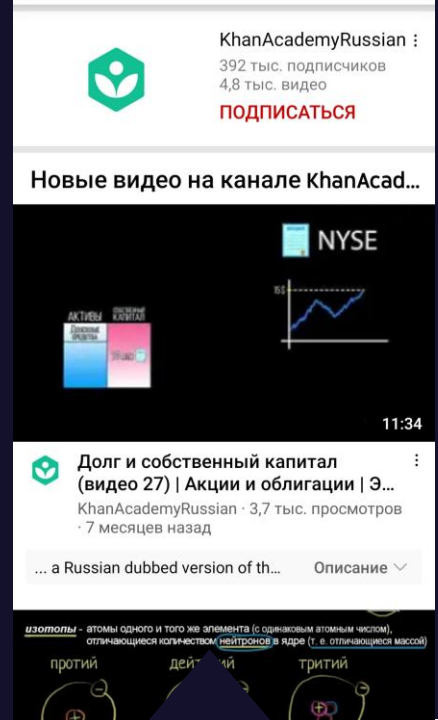 KhanAcademyRussian
392 тыс. подписчиков
4,8 тыс. видео
ПОДПИСАТЬСЯ
Новые видео на канале KhanAcad...
NYSE
15$
АКТИВЫ
КАПИТАЛ
11:34
Долг и собственный капитал
(видео 27) | Акции и облигации | Э...
KhanAcademyRussian · 3,7 тыс. просмотров
· 7 месяцев назад
... a Russian dubbed version of th... Описание
изотопы - атомы одного и того же элемента (с одинаковым атомным числом),
отличающиеся количеством нейтронов в ядре (т. е. отличающиеся массой)
протий
тритий